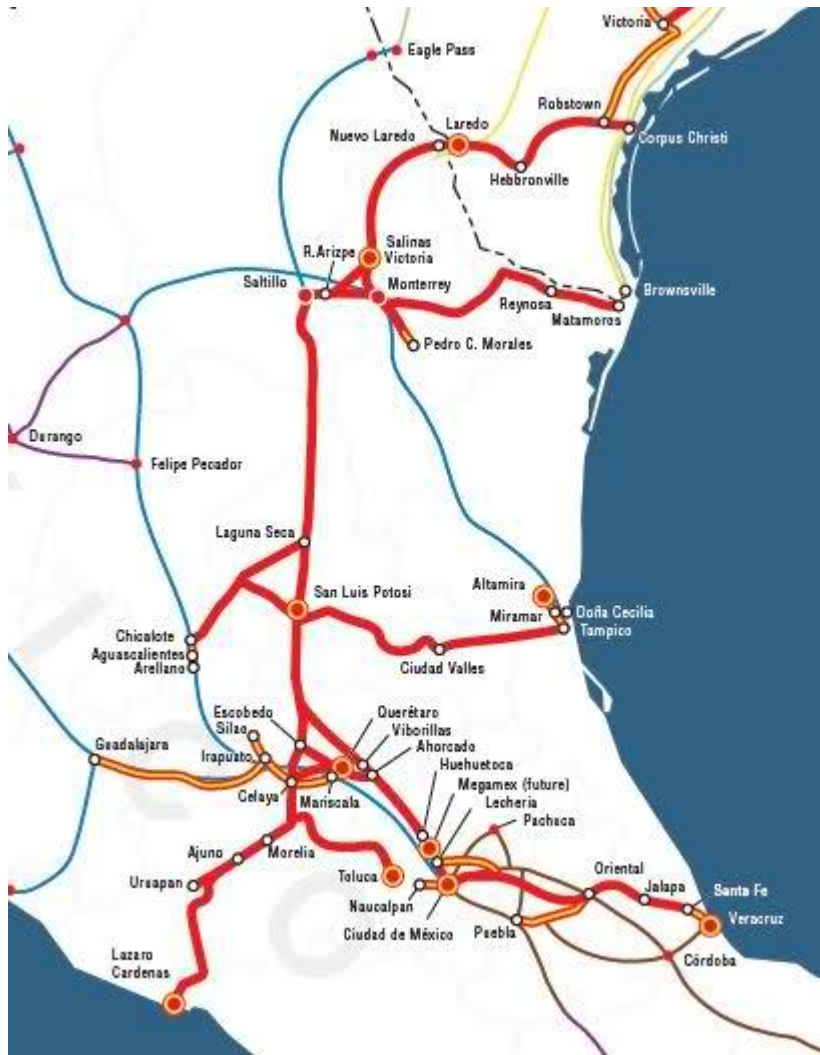 Victoria
Eagle Pass
Robstown
Nuevo Laredo
Laredo
Corpus Christi
Hebbronville
R.Arizpe
Salinas
Victoria
Saltillo
Monterrey
Reynosa
Brownsville
Matamoros
Pedro C. Morales
Durango
Felipe Pecador
Laguna Seca
San Luis Potosi
Altamira
Miramar
Doña Cecilia
Tampico
Chicalote
Aguascalientes
Arellano
Ciudad Valles
Escobedo
Silao
Querétaro
Viborillas
Guadalajara
Irapuato
Ahorcado
Huehuetoca
Celaya
Mariscala
Megamex (future)
Lecheria
Pachuca
Ajuno
Morelia
Uruapan
Toluca
Naucalpan
Ciudad de México
Oriental
Jalapa
Santa Fe
Veracruz
Puebla
Córdoba
Lazaro
Cardenas